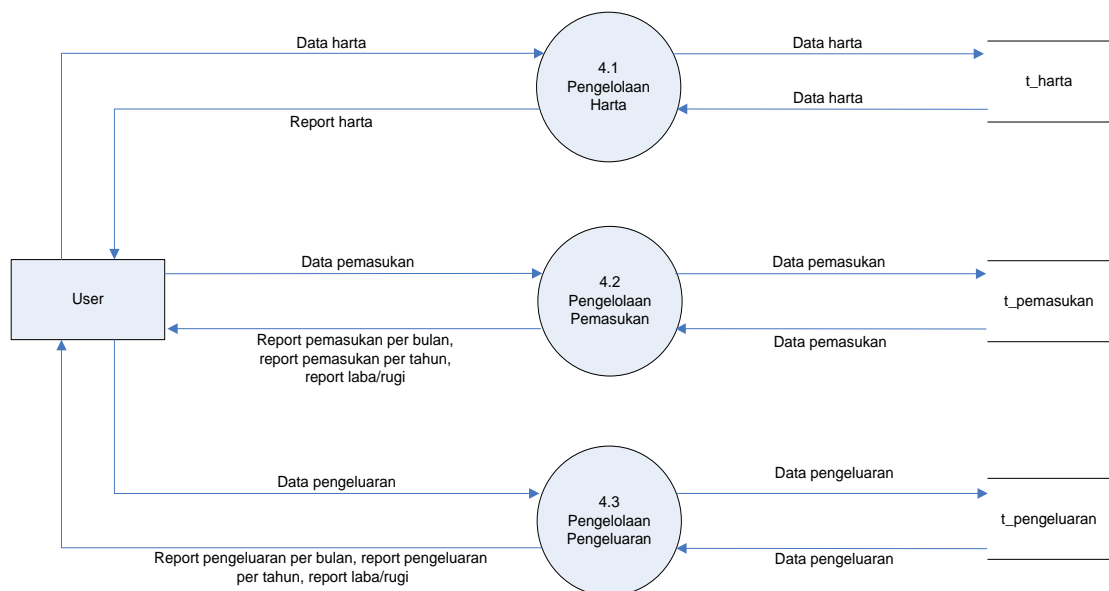 Data harta
4.1
Pengelolaan
Harta
Data harta
t_harta
Report harta
Data harta
User
Data pemasukan
4.2
Pengelolaan
Pemasukan
Data pemasukan
t_pemasukan
Report pemasukan per bulan,
report pemasukan per tahun,
report laba/rugi
Data pemasukan
Data pengeluaran
4.3
Pengelolaan
Pengeluaran
Data pengeluaran
t_pengeluaran
Report pengeluaran per bulan, report pengeluaran
per tahun, report laba/rugi
Data pengeluaran